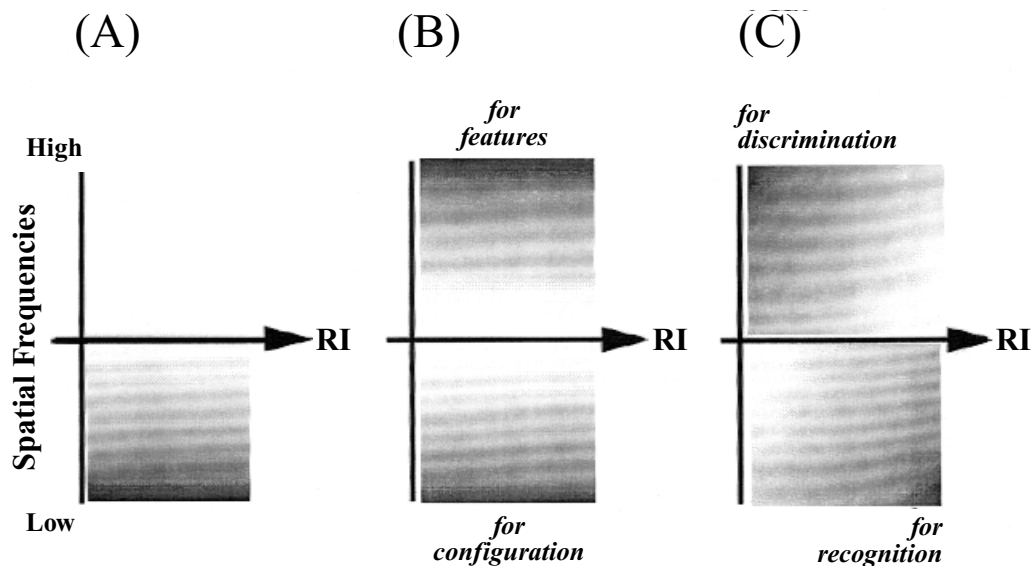 (A)
(B)
(C)
for
features
for
discrimination
High
Spatial Frequencies
RI
RI
RI
Low
for
configuration
for
recognition